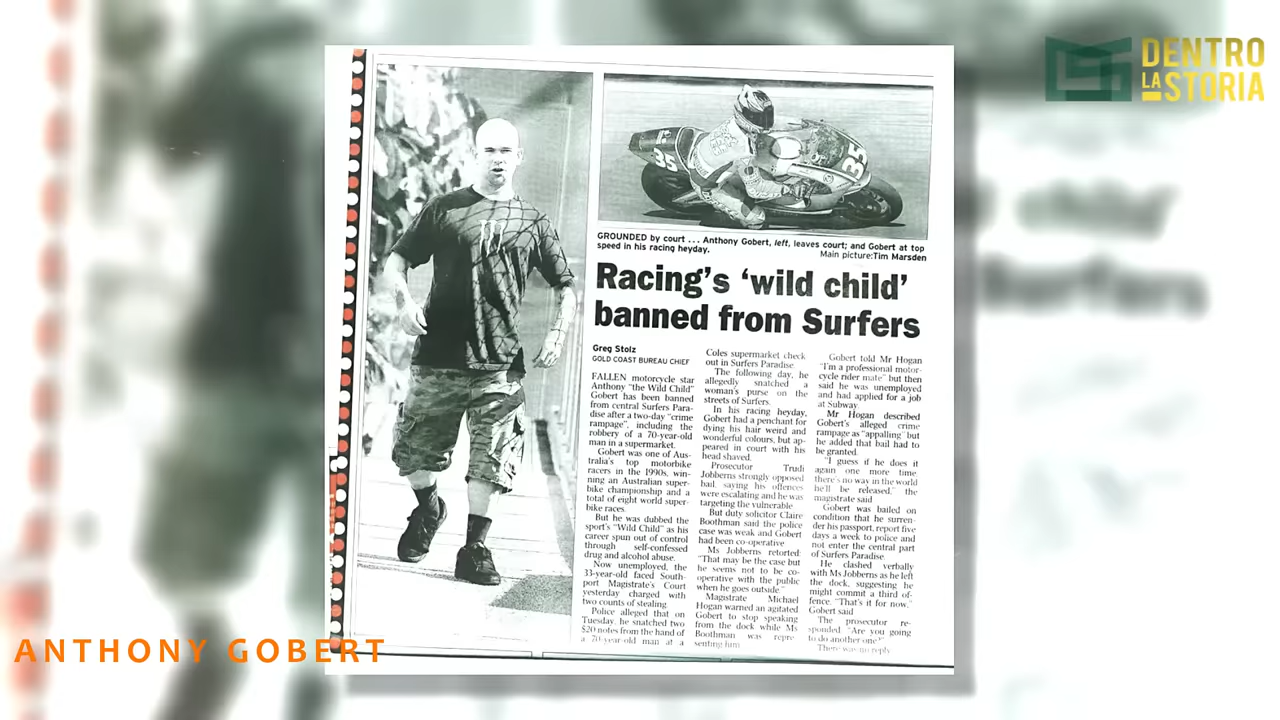 DENTRO
LA STORIA
GROUNDED by court . . . Anthony Gobert, left, leaves court; and Gobert at top
speed in his racing heyday.
Main picture:Tim Marsden
Racing's 'wild child'
banned from Surfers
Greg Stolz
GOLD COAST BUREAU CHIEF
FALLEN motorcycle star
Anthony "the Wild Child"
Gobert has been banned
from central Surfers Para-
dise after a two-day "crime
rampage", including the
robbery of a 70-year-old
man in a supermarket.
Gobert was one of Aus-
tralia's top motorbike
racers in the 1990s, win-
ning an Australian super-
bike championship and a
total of eight world super-
bike races.
But he was dubbed the
sport's "Wild Child" as his
career spun out of control
through self-confessed
drug and alcohol abuse.
Now unemployed, the
33-year-old faced South-
port Magistrate's Court
yesterday charged with
two counts of stealing.
Police alleged that on
Tuesday, he snatched two
$20 notes from the hand of
a 70-year-old man at a
Coles supermarket check
out in Surfers Paradise.
The following day, he
allegedly snatched a
woman's purse on the
streets of Surfers.
In his racing heyday,
Gobert had a penchant for
dying his hair weird and
wonderful colours, but ap-
peared in court with his
head shaved.
Prosecutor Trudi
Jobberns strongly opposed
bail, saying his offences
were escalating and he was
targeting the vulnerable.
But duty solicitor Claire
Boothman said the police
case was weak and Gobert
had been co-operative.
Ms Jobberns retorted:
"That may be the case but
he seems not to be co-
operative with the public
when he goes outside."
Magistrate Michael
Hogan warned an agitated
Gobert to stop speaking
from the dock while Ms
Boothman was repre-
senting him.
Gobert told Mr Hogan
"I'm a professional motor-
cycle rider mate" but then
said he was unemployed
and had applied for a job
at Subway.
Mr Hogan described
Gobert's alleged crime
rampage as "appalling" but
he added that bail had to
be granted.
"I guess if he does it
again one more time
there's no way in the world
he'll be released," the
magistrate said.
Gobert was bailed on
condition that he surren-
der his passport, report five
days a week to police and
not enter the central part
of Surfers Paradise.
He clashed verbally
with Ms Jobberns as he left
the dock, suggesting he
might commit a third of-
fence. "That's it for now,"
Gobert said.
The prosecutor re-
sponded: "Are you going
to do another one?"
There was no reply.
35
ANTHONY GOBERT